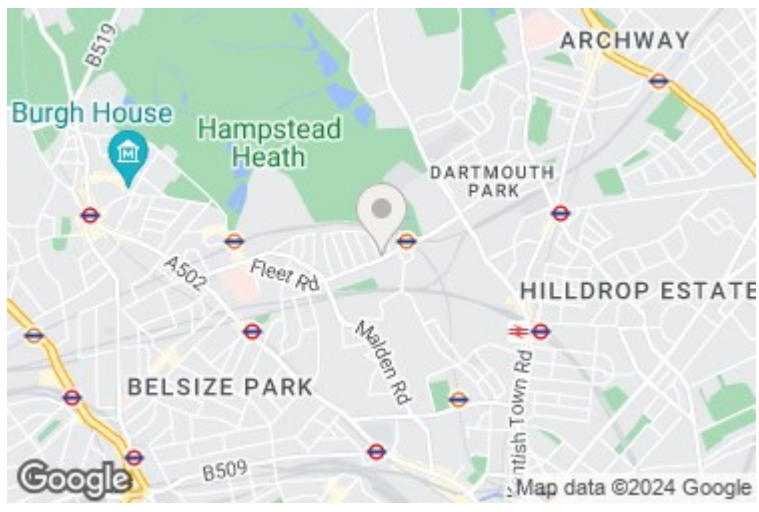 B519
ARCHWAY
Burgh House
M
Hampstead
Heath
DARTMOUTH
PARK
A502
Fleet Rd
HILLDROP ESTATE
Malden Rd
BELSIZE PARK
ntish Town Rd
B509
Google
Map data ©2024 Google